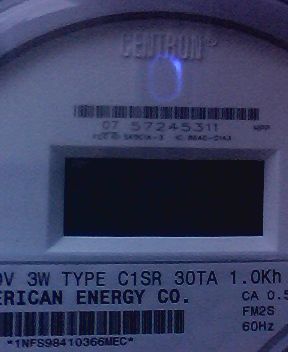 CENTRON
07 57245311
0V 3W TYPE C1SR 30TA 1.0Kh
ERICAN ENERGY CO.
CA 0.5
FM2S
60Hz
*1NFS98410366MEC*